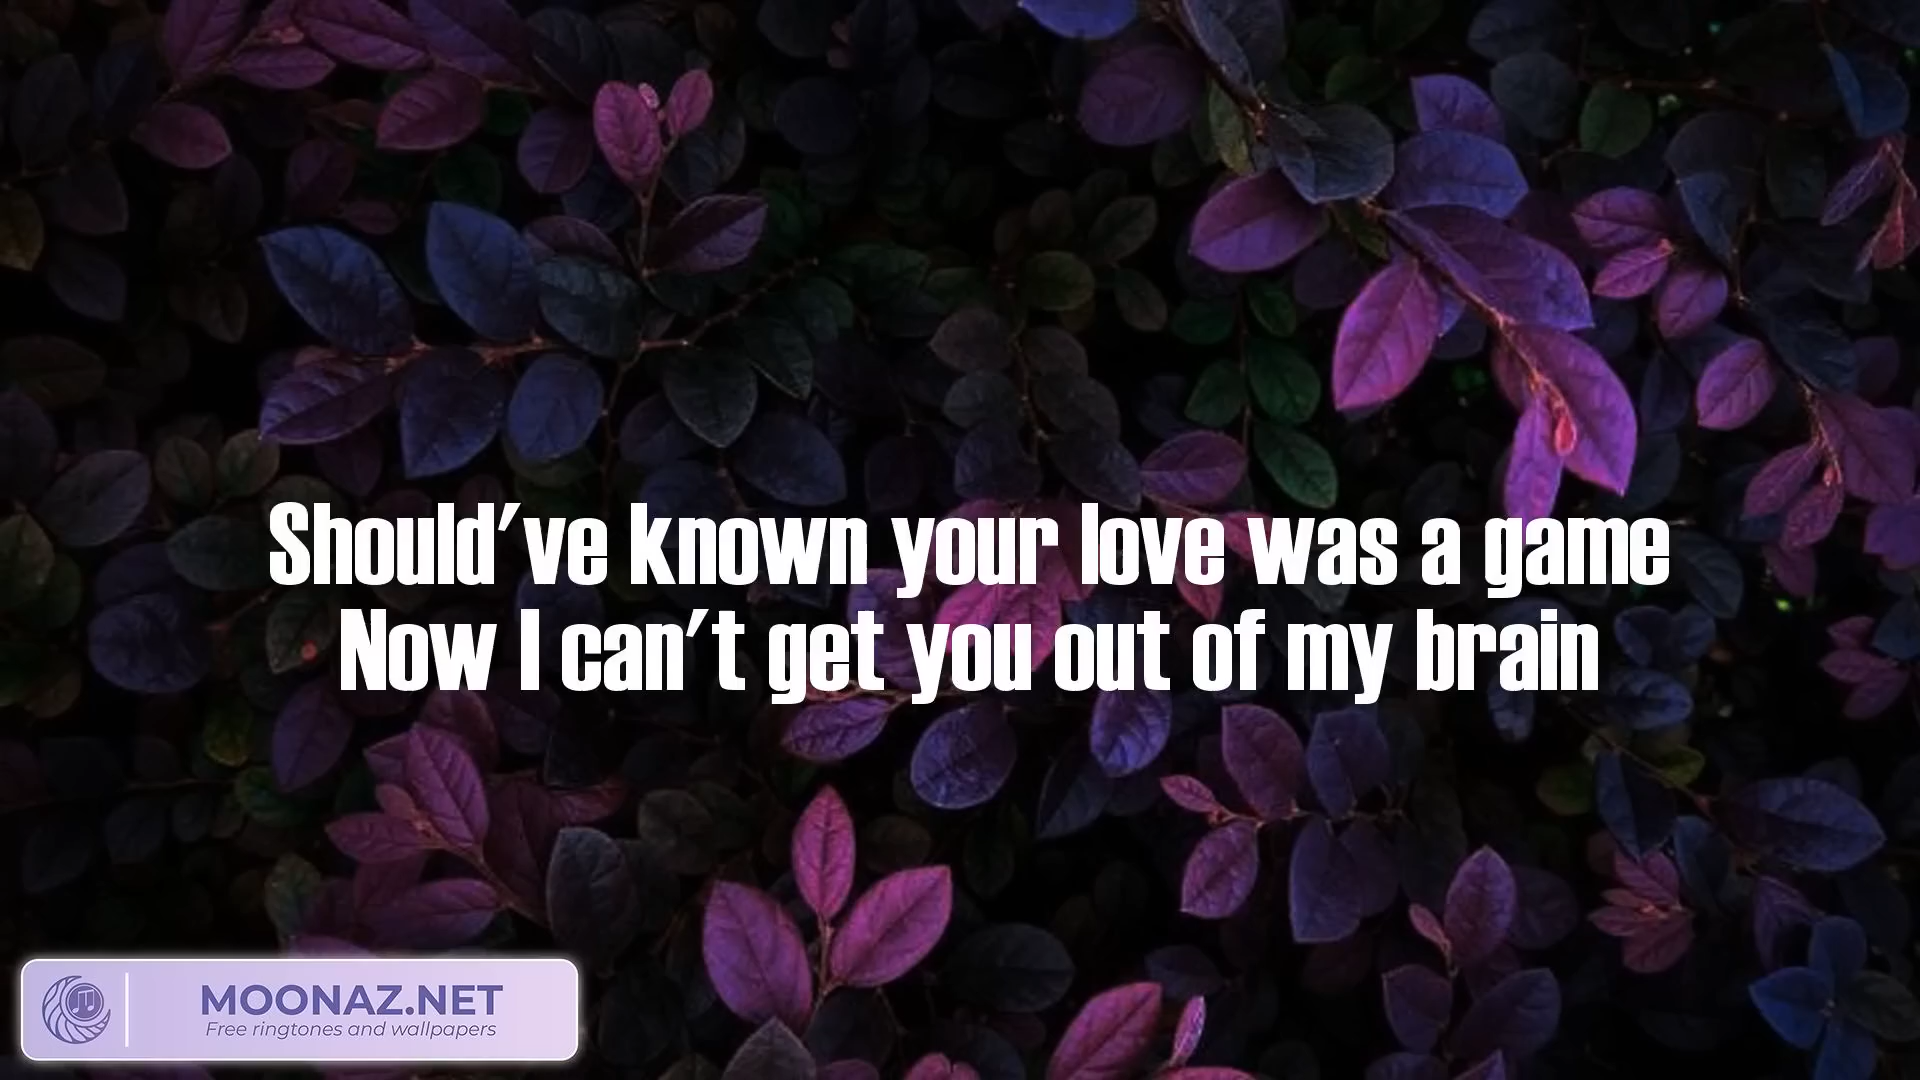 Should've known your love was a game
Now I can't get you out of my brain
MOONAZ.NET
Free ringtones and wallpapers